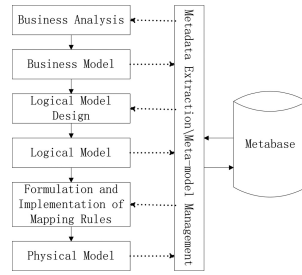 Business Analysis
Business Model
Logical Model
Design
Logical Model
Formulation and
Implementation of
Mapping Rules
Physical Model
Metadata Extraction\Meta-model Management
Metabase